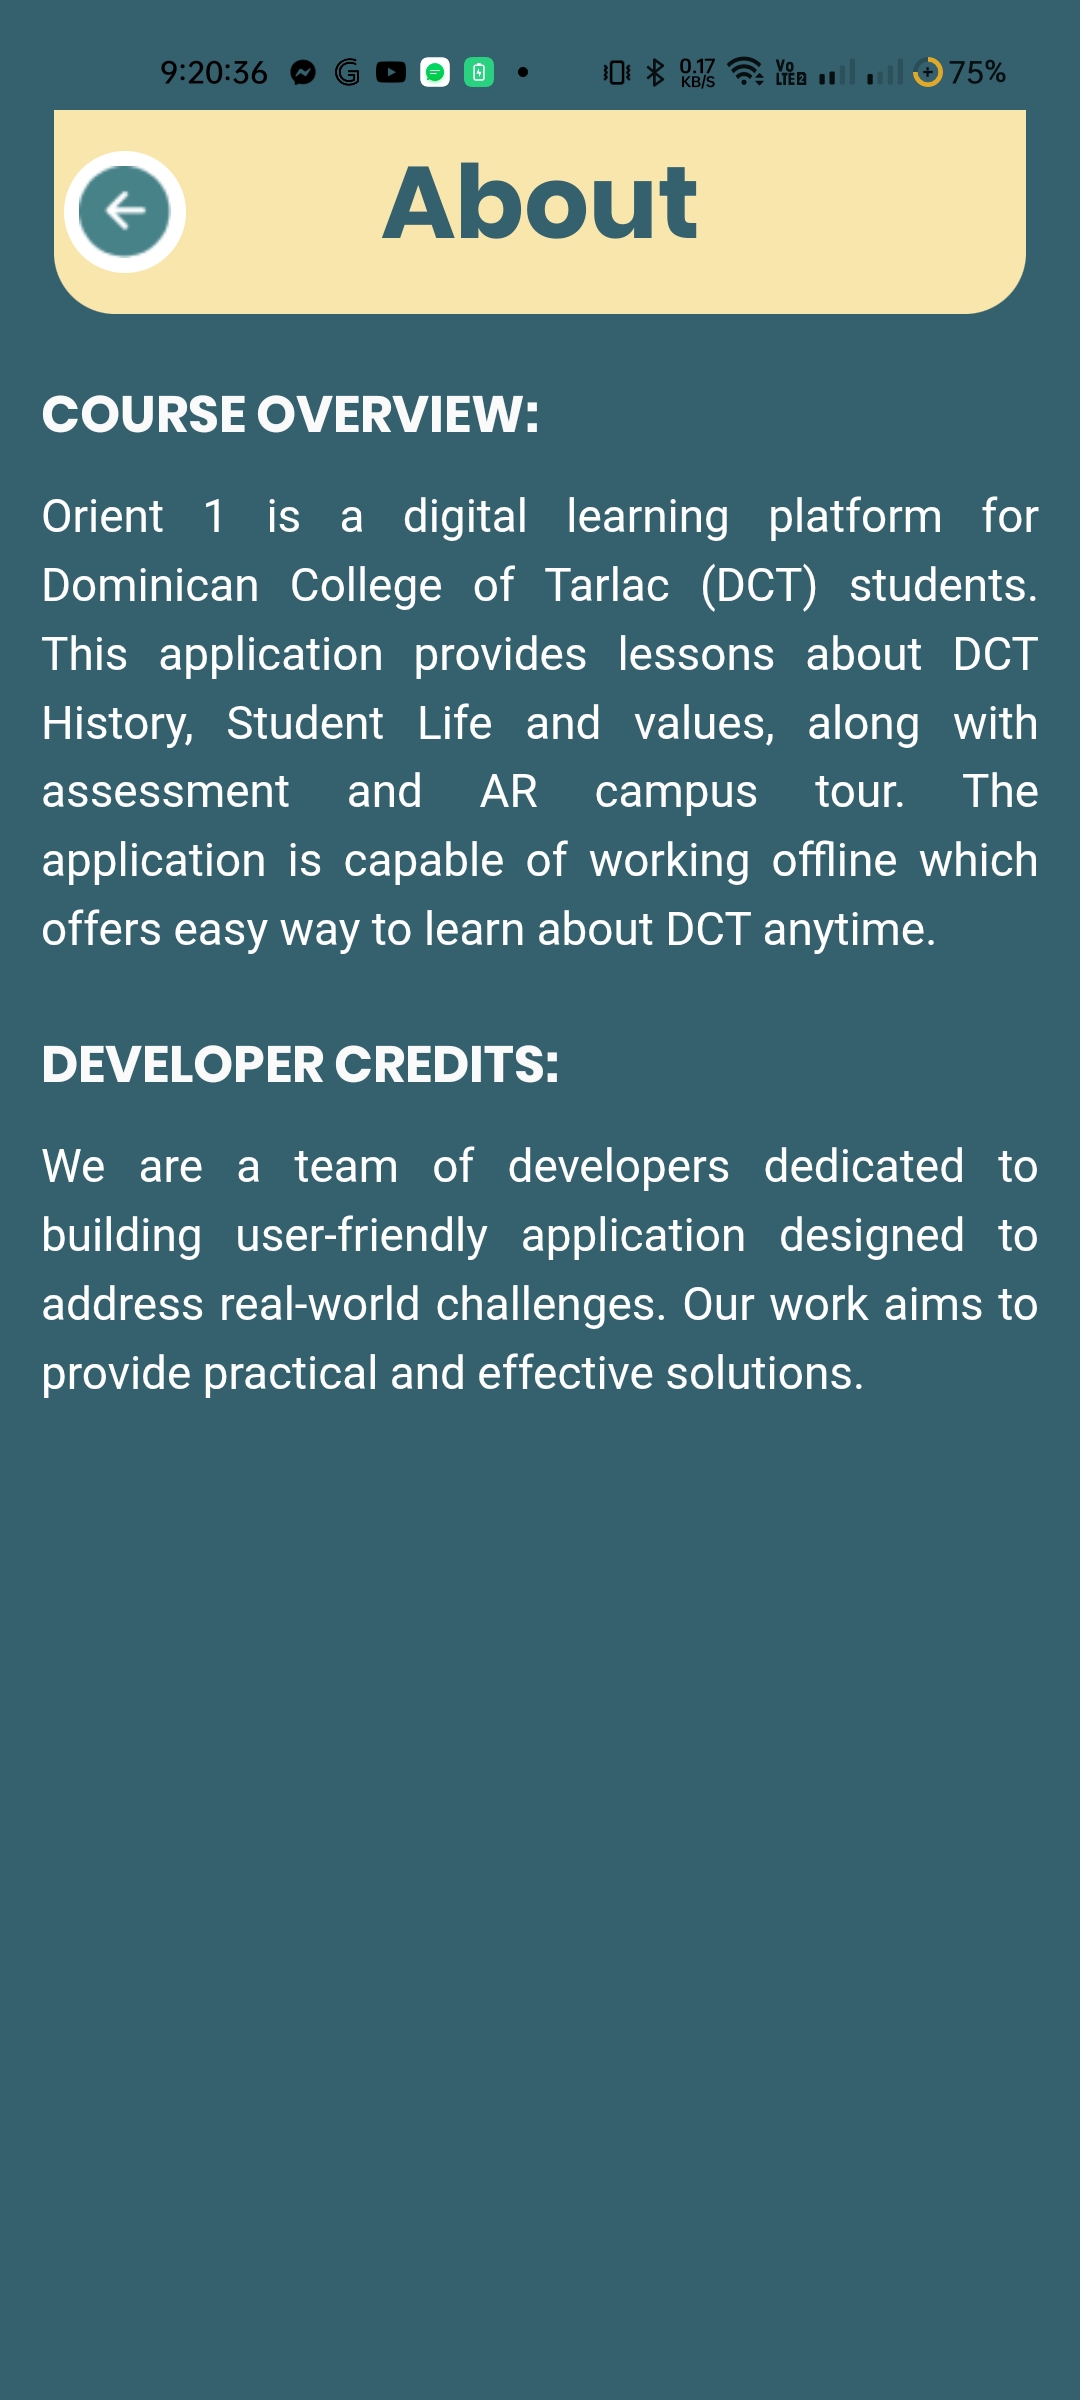 9:20:36 0.17 KB/S Vo LTE 2 75%
About
COURSE OVERVIEW:
Orient 1 is a digital learning platform for
Dominican College of Tarlac (DCT) students.
This application provides lessons about DCT
History, Student Life and values, along with
assessment and AR campus tour. The
application is capable of working offline which
offers easy way to learn about DCT anytime.
DEVELOPER CREDITS:
We are a team of developers dedicated to
building user-friendly application designed to
address real-world challenges. Our work aims to
provide practical and effective solutions.